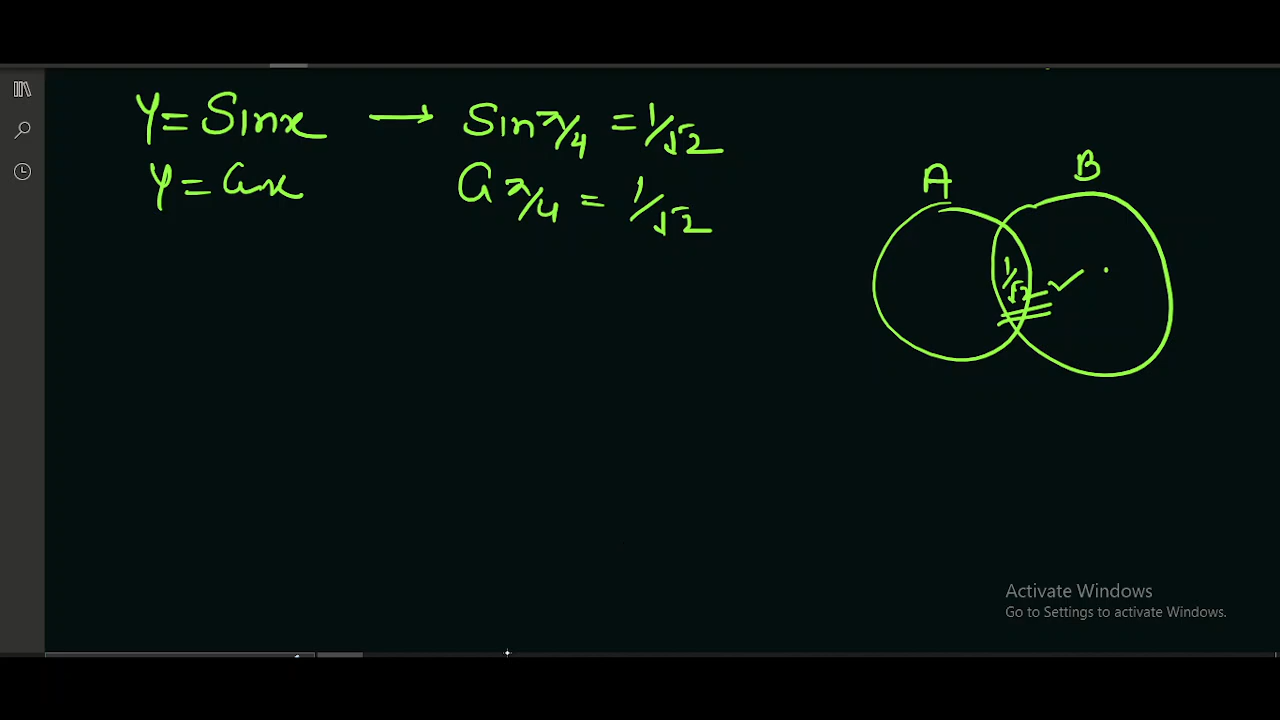 Y = Sinx → Sin π/4 = 1/√2
Y = Cosx Cos π/4 = 1/√2
A B
1/√2
Activate Windows
Go to Settings to activate Windows.